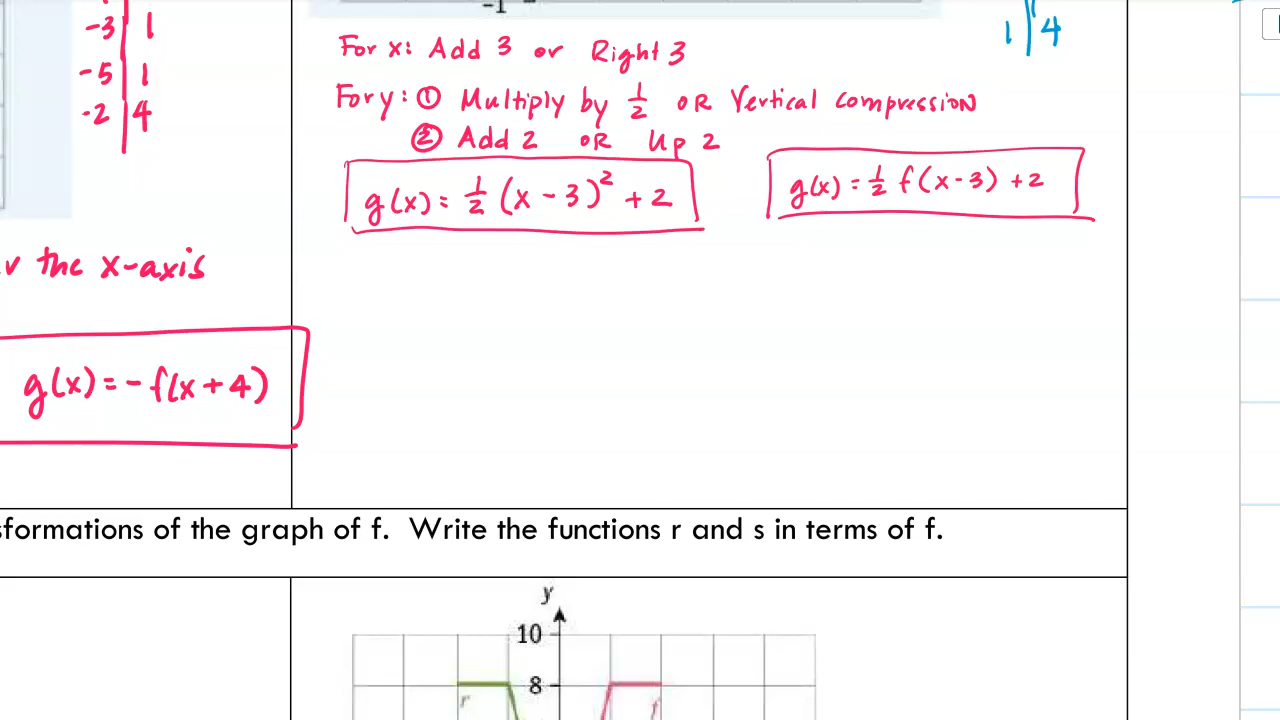 -1
-3 | 1
-5 | 1
-2 | 4
1 | 4
For x: Add 3 or Right 3
For y: ① Multiply by 1/2 OR Vertical compression
② Add 2 OR Up 2
g(x) = 1/2 (x - 3)² + 2
g(x) = 1/2 f(x - 3) + 2
the x-axis
g(x) = - f(x + 4)
sformations of the graph of f. Write the functions r and s in terms of f.
y
10
8
r
f